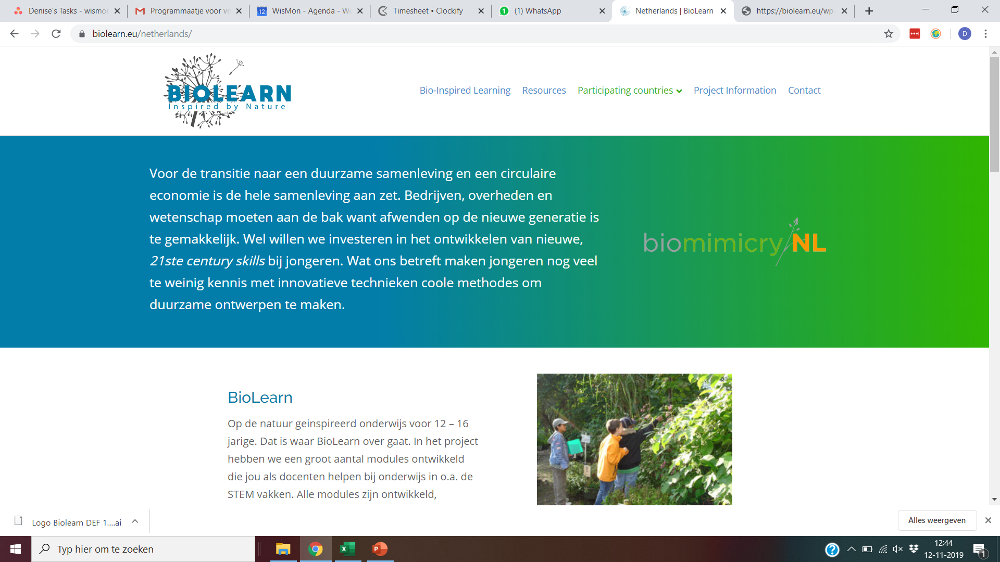 Denise's Tasks - wismo
Programmaatje voor vr
12 WisMon - Agenda - We
Timesheet • Clockify
1 (1) WhatsApp
Netherlands | BioLearn
https://biolearn.eu/wp-
biolearn.eu/netherlands/
D
BIOLEARN
Inspired by Nature
Bio-Inspired Learning Resources Participating countries Project Information Contact
Voor de transitie naar een duurzame samenleving en een circulaire
economie is de hele samenleving aan zet. Bedrijven, overheden en
wetenschap moeten aan de bak want afwenden op de nieuwe generatie is
te gemakkelijk. Wel willen we investeren in het ontwikkelen van nieuwe,
21ste century skills bij jongeren. Wat ons betreft maken jongeren nog veel
te weinig kennis met innovatieve technieken coole methodes om
duurzame ontwerpen te maken.
biomimicry NL
BioLearn
Op de natuur geinspireerd onderwijs voor 12 – 16
jarige. Dat is waar BioLearn over gaat. In het project
hebben we een groot aantal modules ontwikkeld
die jou als docenten helpen bij onderwijs in o.a. de
STEM vakken. Alle modules zijn ontwikkeld,
Logo Biolearn DEF 1....ai
Alles weergeven
Typ hier om te zoeken
12:44
12-11-2019
1